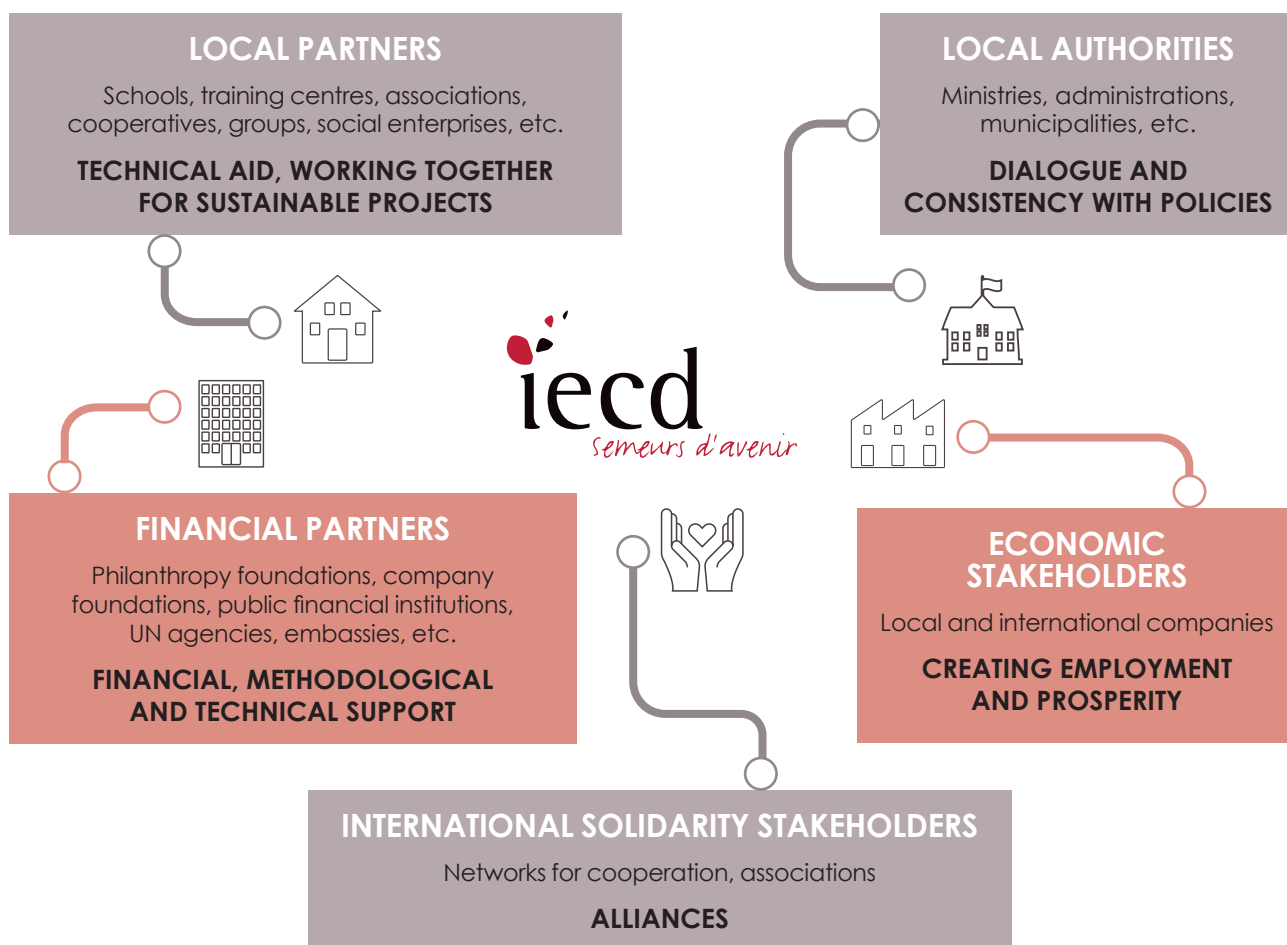 LOCAL PARTNERS
Schools, training centres, associations,
cooperatives, groups, social enterprises, etc.
TECHNICAL AID, WORKING TOGETHER
FOR SUSTAINABLE PROJECTS
LOCAL AUTHORITIES
Ministries, administrations,
municipalities, etc.
DIALOGUE AND
CONSISTENCY WITH POLICIES
iecd
semeurs d'avenir
FINANCIAL PARTNERS
Philanthropy foundations, company
foundations, public financial institutions,
UN agencies, embassies, etc.
FINANCIAL, METHODOLOGICAL
AND TECHNICAL SUPPORT
ECONOMIC
STAKEHOLDERS
Local and international companies
CREATING EMPLOYMENT
AND PROSPERITY
INTERNATIONAL SOLIDARITY STAKEHOLDERS
Networks for cooperation, associations
ALLIANCES